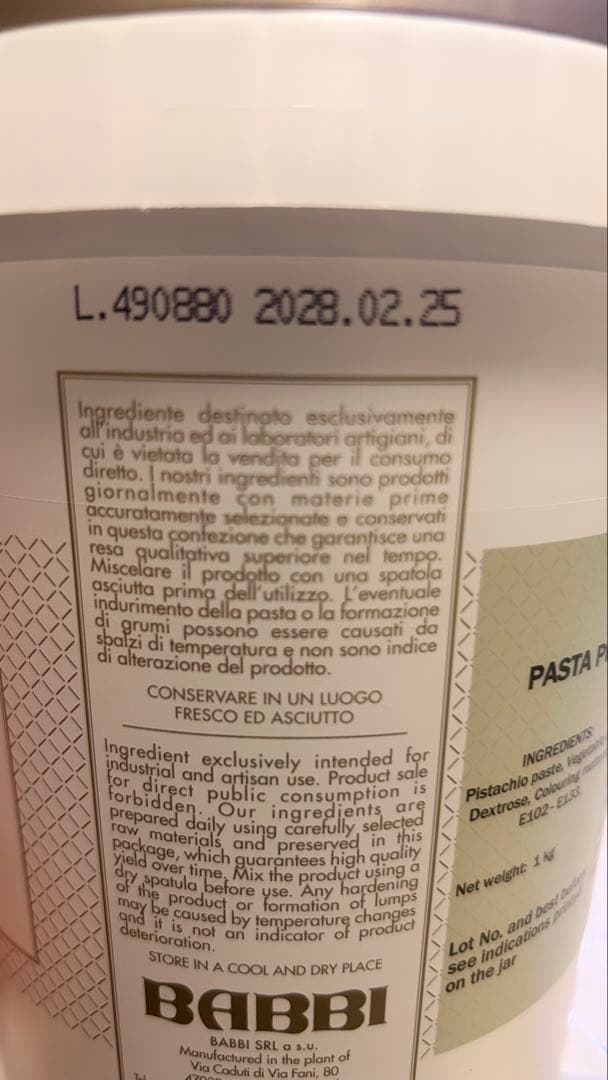 L.490880 2028.02.25
Ingrediente destinato esclusivamente
all'industria ed ai laboratori artigiani, di
cui è vietata la vendita per il consumo
diretto. I nostri ingredienti sono prodotti
giornalmente con materie prime
accuratamente selezionate e conservati
in questa confezione che garantisce una
resa qualitativa superiore nel tempo.
Miscelare il prodotto con una spatola
asciutta prima dell'utilizzo. L'eventuale
indurimento della pasta o la formazione
di grumi possono essere causati da
sbalzi di temperatura e non sono indice
di alterazione del prodotto.
CONSERVARE IN UN LUOGO
FRESCO ED ASCIUTTO
Ingredient exclusively intended for
industrial and artisan use. Product sale
for direct public consumption is
forbidden. Our ingredients are
prepared daily using carefully selected
raw materials and preserved in this
package, which guarantees high quality
yield over time. Mix the product using a
dry spatula before use. Any hardening
of the product or formation of lumps
may be caused by temperature changes
and it is not an indicator of product
deterioration.
STORE IN A COOL AND DRY PLACE
BABBI
BABBI SRL a s.u.
Manufactured in the plant of
Via Caduti di Via Fani, 80
PASTA
INGREDIENTS:
Pistachio paste,
Dextrose, Colouring
E102 - E133.
Net weight: 1 kg
Lot No. and best before
see indications
on the jar